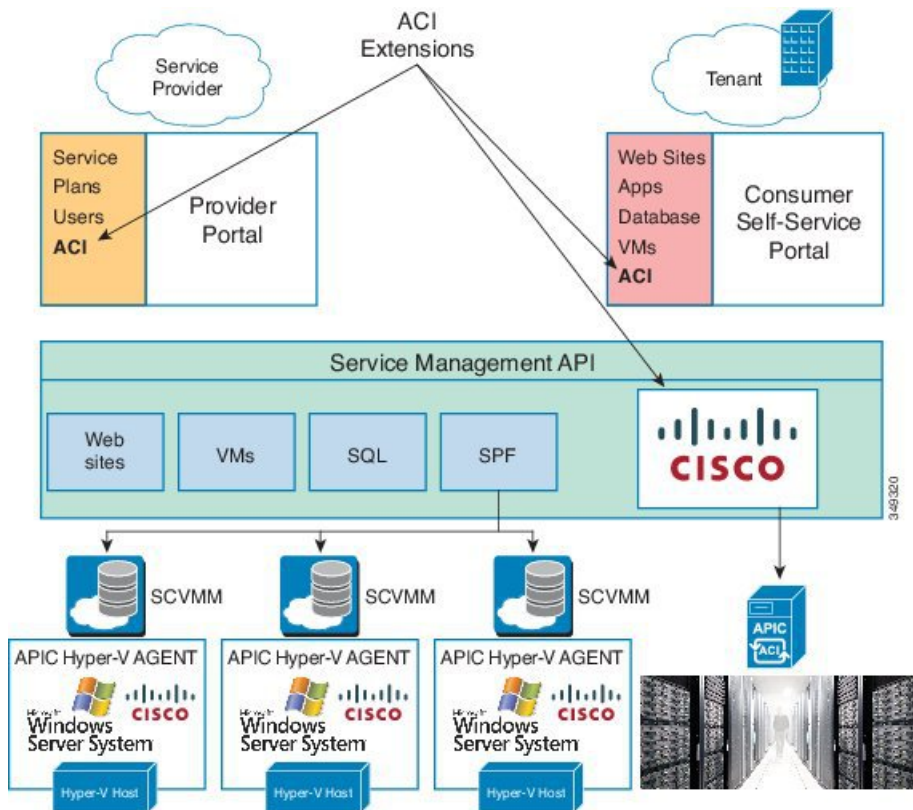 ACI
Extensions
Service
Provider
Tenant
Service
Plans
Users
ACI
Provider
Portal
Web Sites
Apps
Database
VMs
ACI
Consumer
Self-Service
Portal
Service Management API
Web
sites
VMs
SQL
SPF
CISCO
349320
SCVMM
SCVMM
SCVMM
APIC
ACI
APIC Hyper-V AGENT
APIC Hyper-V AGENT
APIC Hyper-V AGENT
Windows
Server System
CISCO
Windows
Server System
CISCO
Windows
Server System
CISCO
Hyper-V Host
Hyper-V Host
Hyper-V Host